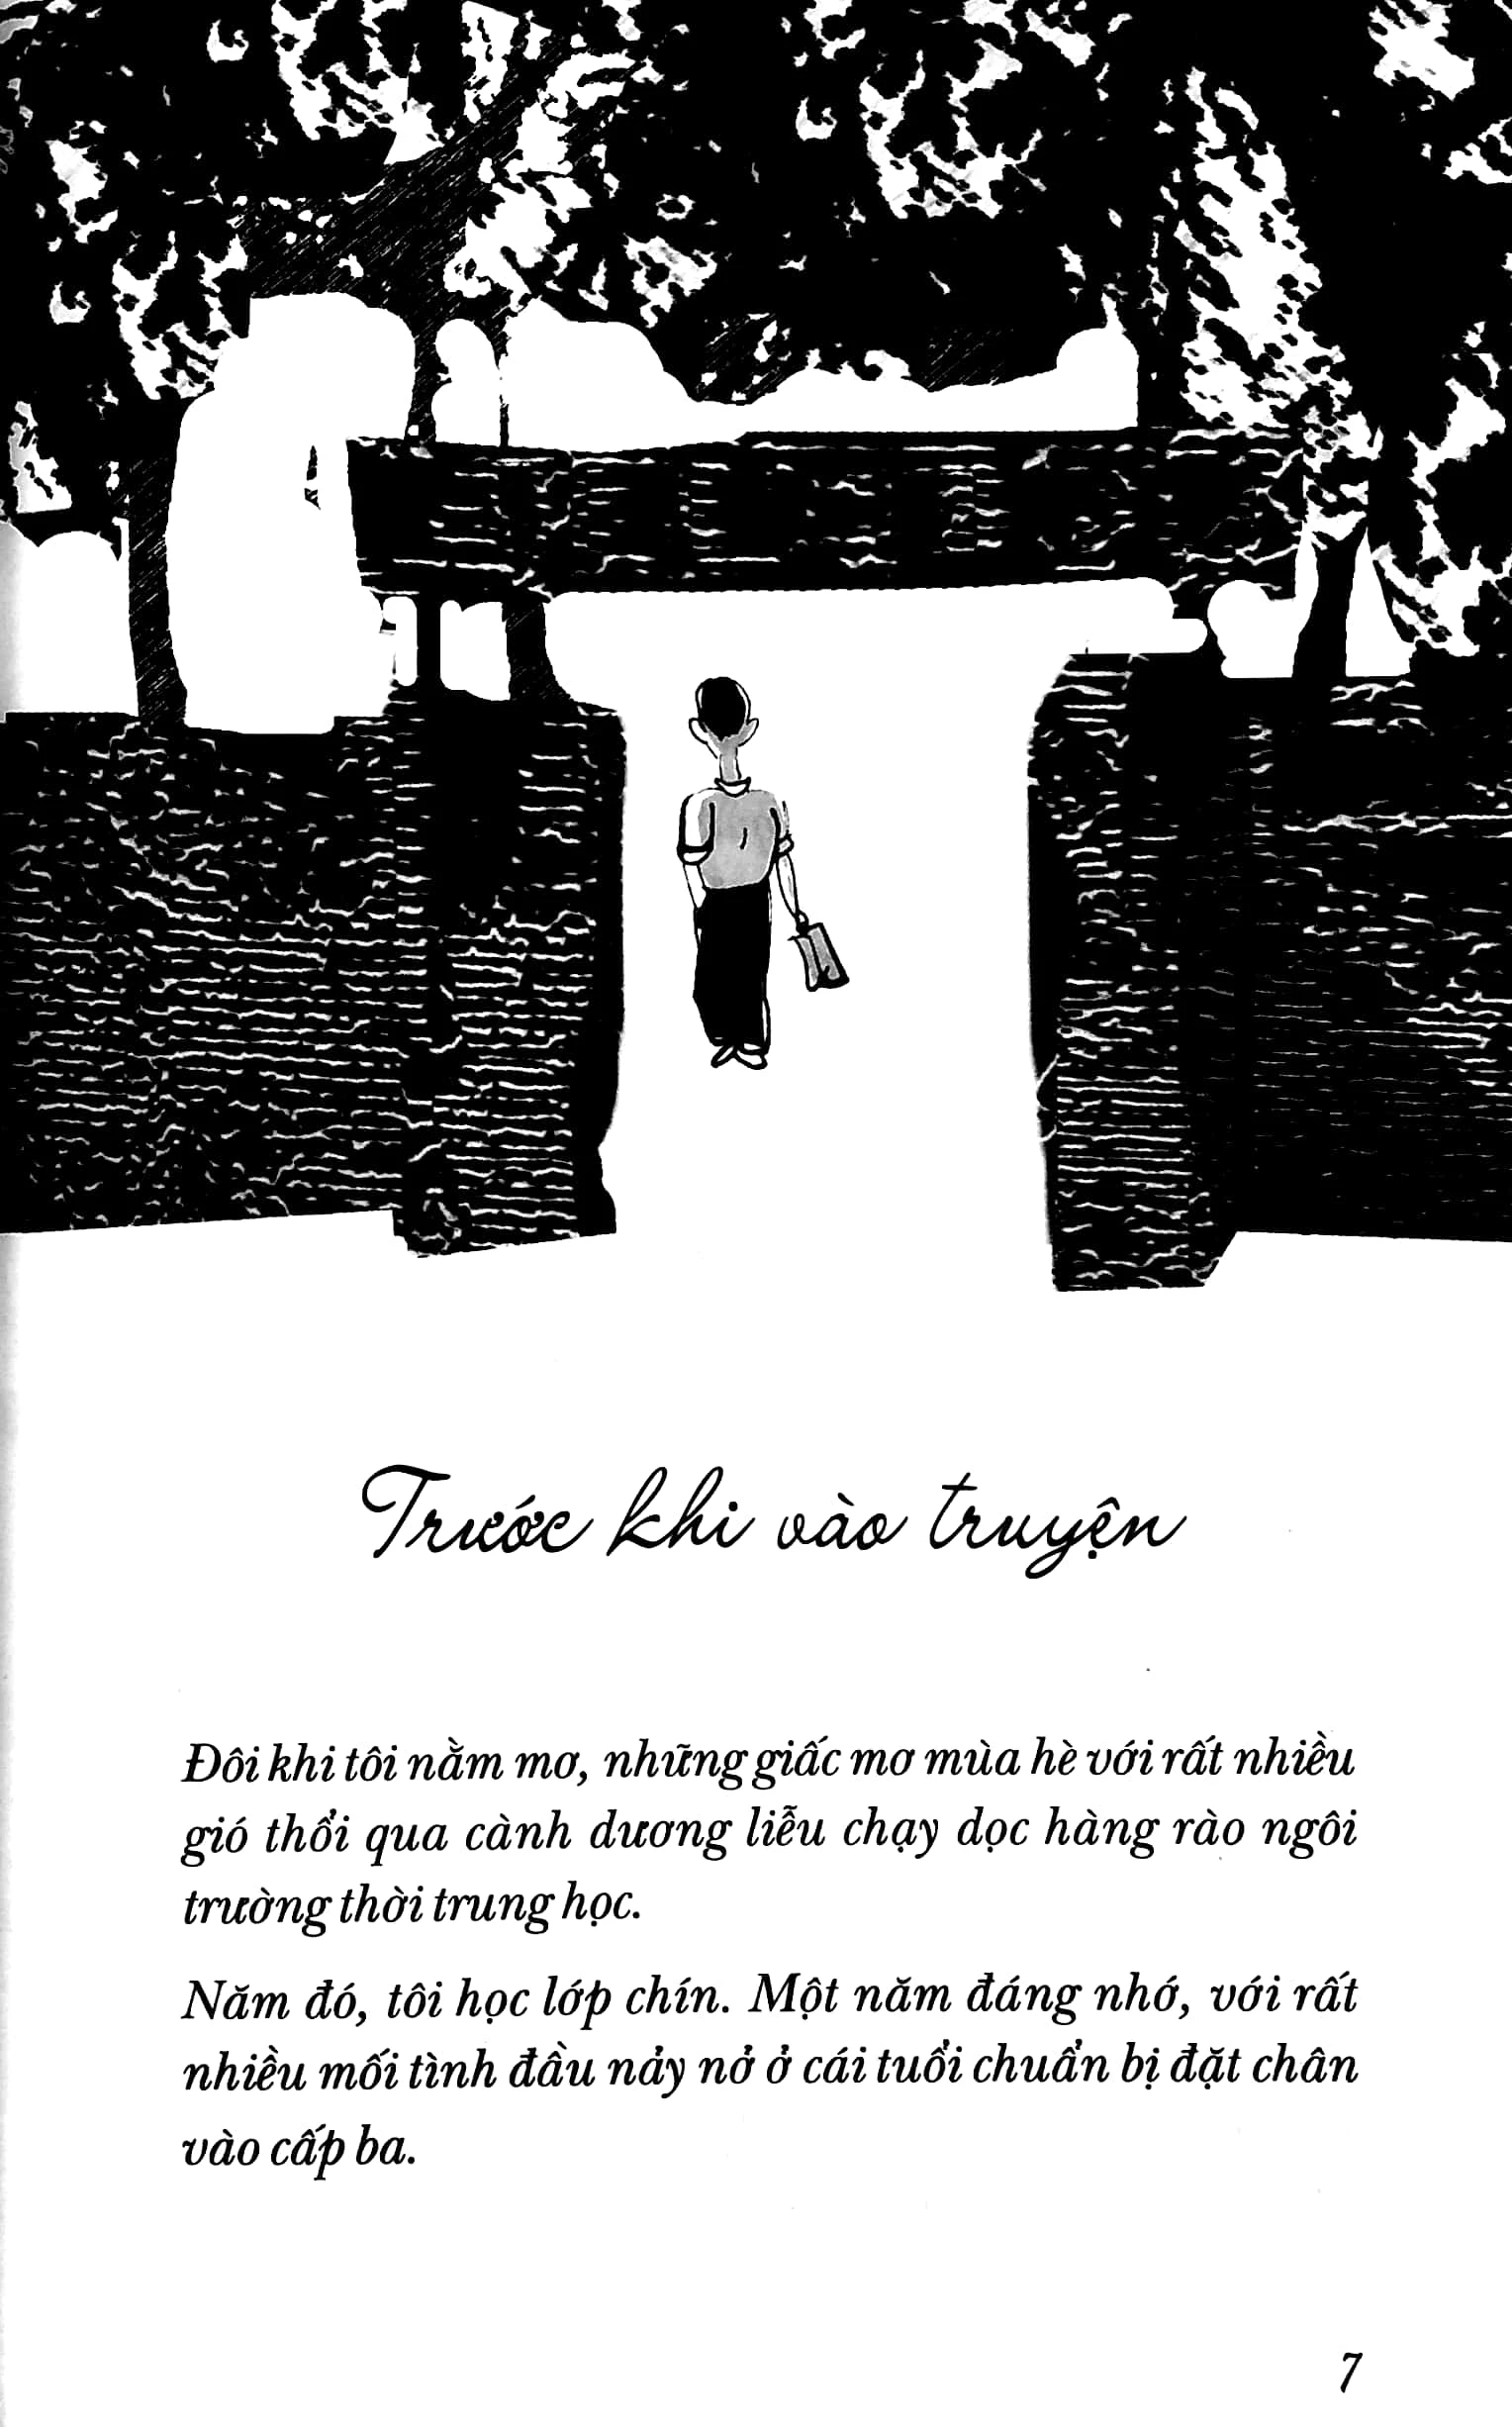 Trước khi vào truyện
Đôi khi tôi nằm mơ, những giấc mơ mùa hè với rất nhiều
gió thổi qua cành dương liễu chạy dọc hàng rào ngôi
trường thời trung học.
Năm đó, tôi học lớp chín. Một năm đáng nhớ, với rất
nhiều mối tình đầu nảy nở ở cái tuổi chuẩn bị đặt chân
vào cấp ba.
7